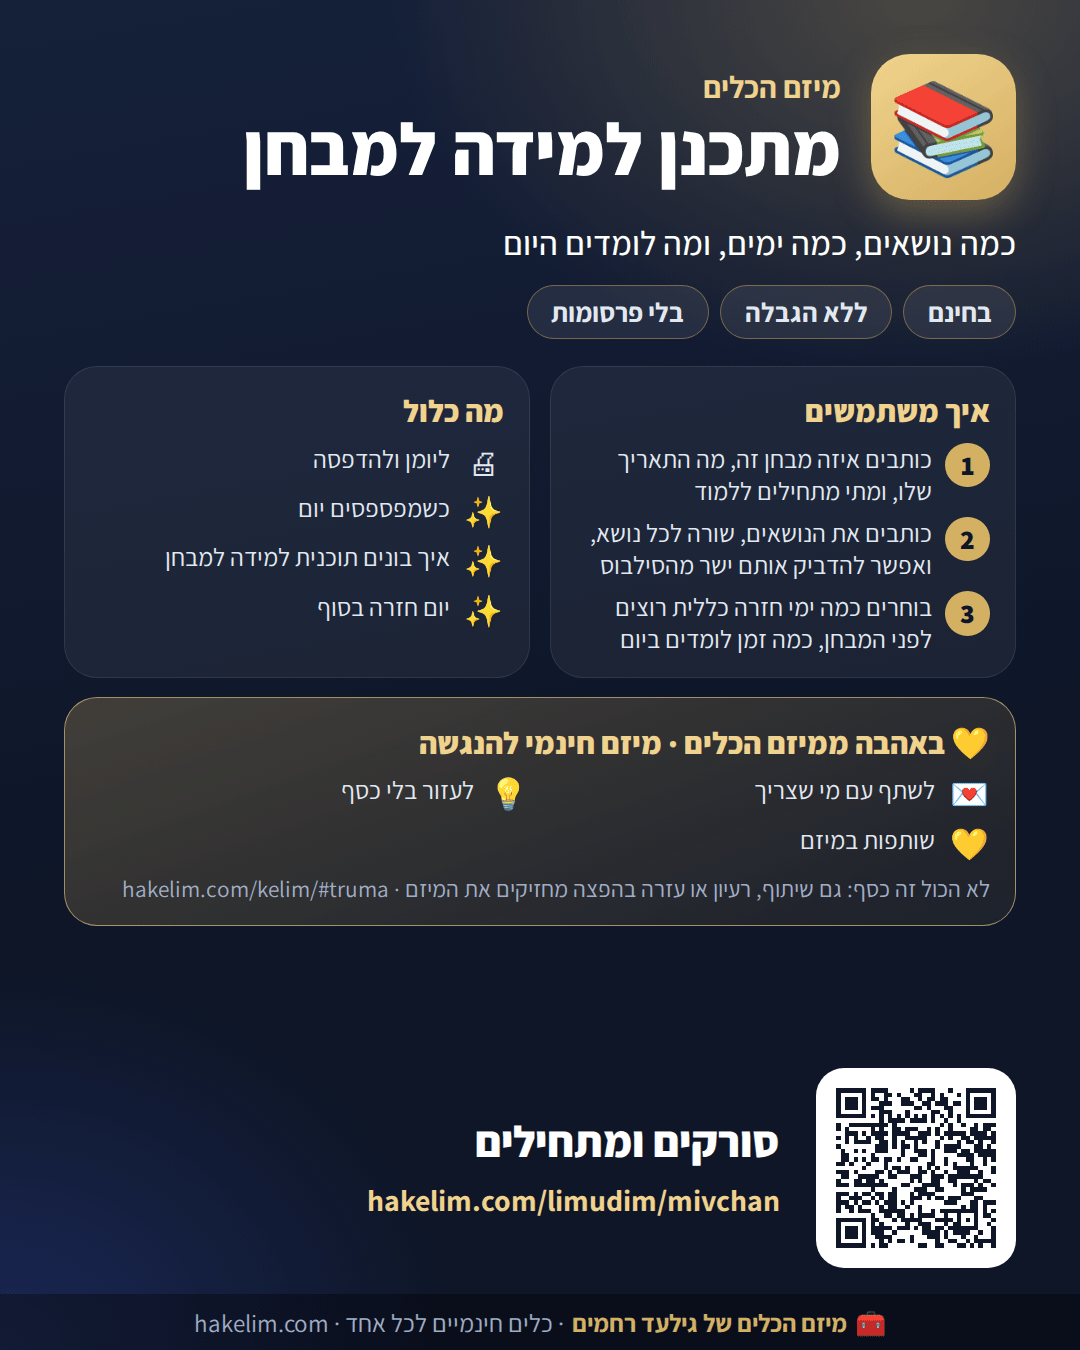 מיזם הכלים
מתכנן למידה למבחן
כמה נושאים, כמה ימים, ומה לומדים היום
בחינם
ללא הגבלה
בלי פרסומות
איך משתמשים
1 כותבים איזה מבחן זה, מה התאריך
שלו, ומתי מתחילים ללמוד
2 כותבים את הנושאים, שורה לכל נושא,
ואפשר להדביק אותם ישר מהסילבוס
3 בוחרים כמה ימי חזרה כללית רוצים
לפני המבחן, כמה זמן לומדים ביום
מה כלול
ליומן ולהדפסה
כשמפספסים יום
איך בונים תוכנית למידה למבחן
יום חזרה בסוף
באהבה ממיזם הכלים · מיזם חינמי להנגשה
לשתף עם מי שצריך
לעזור בלי כסף
שותפות במיזם
לא הכול זה כסף: גם שיתוף, רעיון או עזרה בהפצה מחזיקים את המיזם · hakelim.com/kelim/#truma
סורקים ומתחילים
hakelim.com/limudim/mivchan
מיזם הכלים של גילעד רחמים · כלים חינמיים לכל אחד · hakelim.com